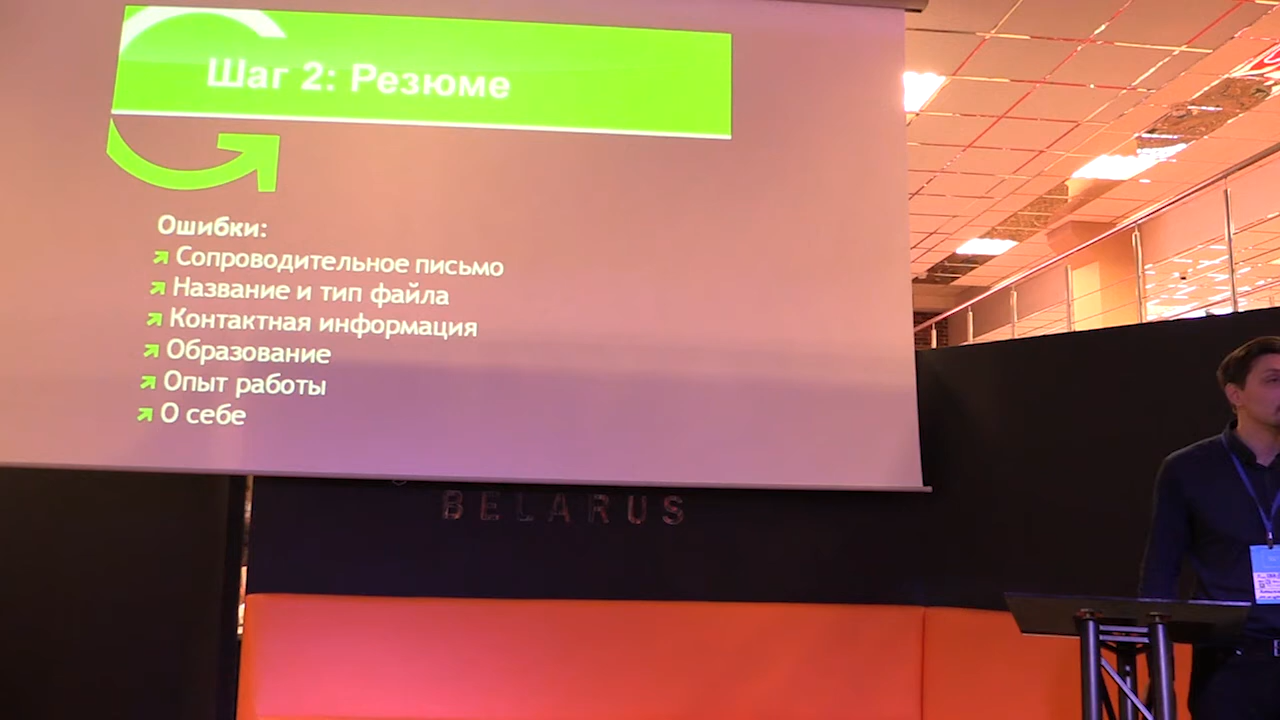 Шаг 2: Резюме
Ошибки:
Сопроводительное письмо
Название и тип файла
Контактная информация
Образование
Опыт работы
О себе
BELARUS